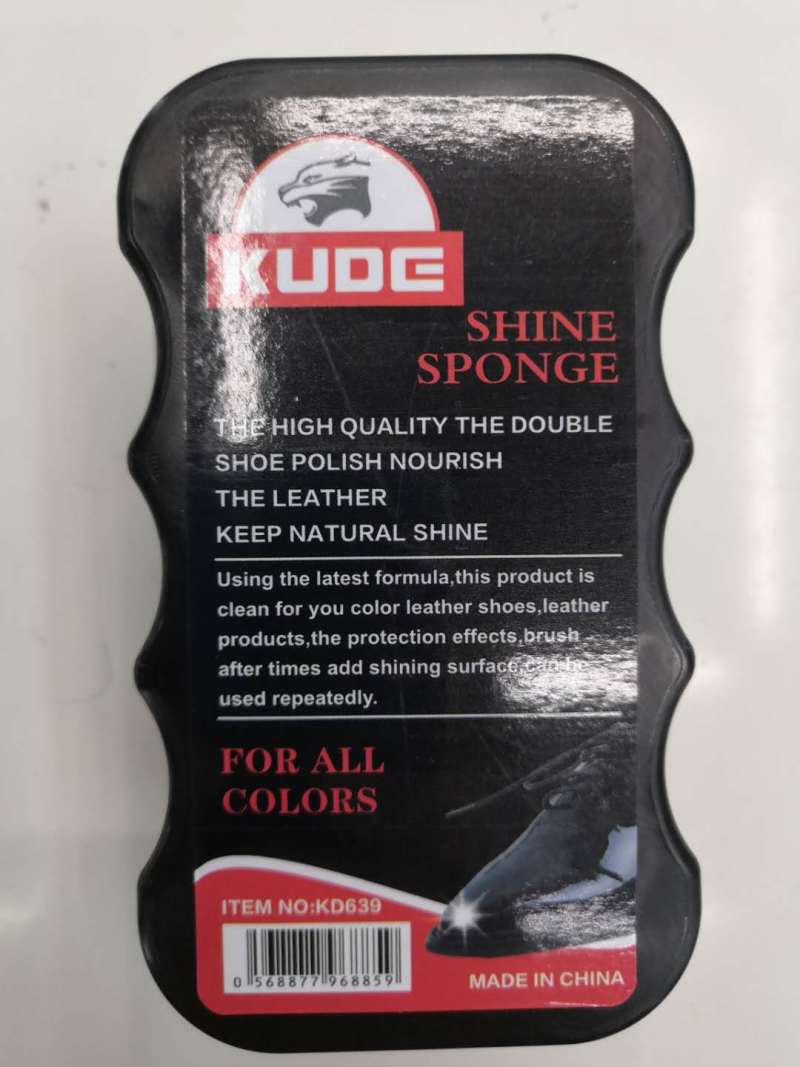 KUDE
SHINE
SPONGE
THE HIGH QUALITY THE DOUBLE
SHOE POLISH NOURISH
THE LEATHER
KEEP NATURAL SHINE
Using the latest formula,this product is
clean for you color leather shoes,leather
products,the protection effects,brush
after times add shining surface,can be
used repeatedly.
FOR ALL
COLORS
ITEM NO:KD639
0 568877 968859
MADE IN CHINA